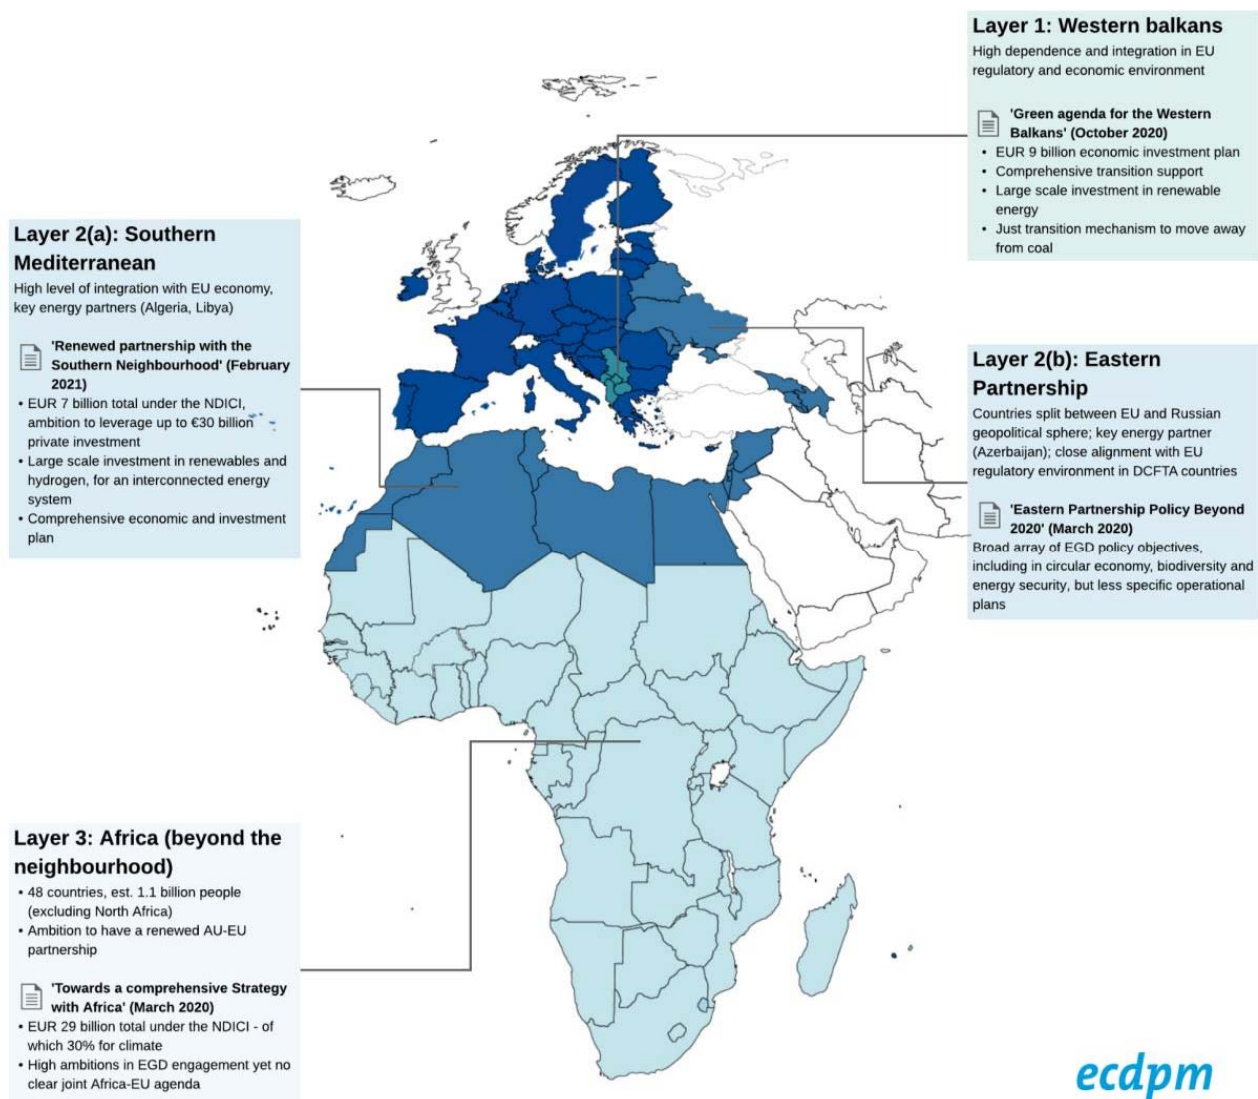 Layer 1: Western balkans
High dependence and integration in EU
regulatory and economic environment
'Green agenda for the Western
Balkans' (October 2020)
• EUR 9 billion economic investment plan
• Comprehensive transition support
• Large scale investment in renewable
energy
• Just transition mechanism to move away
from coal
Layer 2(a): Southern
Mediterranean
High level of integration with EU economy,
key energy partners (Algeria, Libya)
'Renewed partnership with the
Southern Neighbourhood' (February
2021)
• EUR 7 billion total under the NDICI,
ambition to leverage up to €30 billion
private investment
• Large scale investment in renewables and
hydrogen, for an interconnected energy
system
• Comprehensive economic and investment
plan
Layer 2(b): Eastern
Partnership
Countries split between EU and Russian
geopolitical sphere; key energy partner
(Azerbaijan); close alignment with EU
regulatory environment in DCFTA countries
'Eastern Partnership Policy Beyond
2020' (March 2020)
Broad array of EGD policy objectives,
including in circular economy, biodiversity and
energy security, but less specific operational
plans
Layer 3: Africa (beyond the
neighbourhood)
• 48 countries, est. 1.1 billion people
(excluding North Africa)
• Ambition to have a renewed AU-EU
partnership
'Towards a comprehensive Strategy
with Africa' (March 2020)
• EUR 29 billion total under the NDICI - of
which 30% for climate
• High ambitions in EGD engagement yet no
clear joint Africa-EU agenda
ecdpm